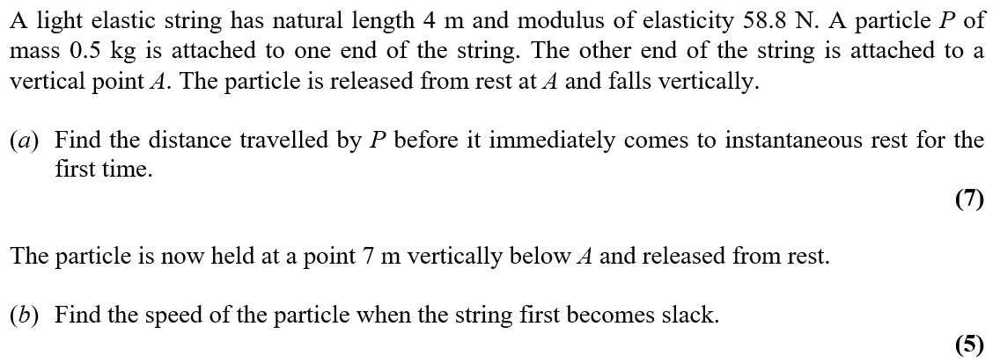 A light elastic string has natural length 4 m and modulus of elasticity 58.8 N. A particle P of
mass 0.5 kg is attached to one end of the string. The other end of the string is attached to a
vertical point A. The particle is released from rest at A and falls vertically.
(a) Find the distance travelled by P before it immediately comes to instantaneous rest for the
first time.
(7)
The particle is now held at a point 7 m vertically below A and released from rest.
(b) Find the speed of the particle when the string first becomes slack.
(5)